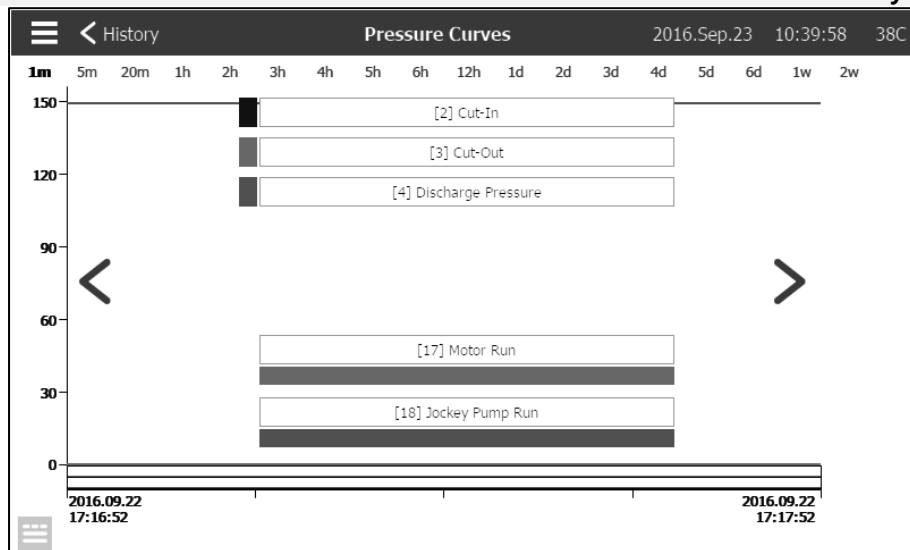 History Pressure Curves 2016.Sep.23 10:39:58 38C
1m 5m 20m 1h 2h 3h 4h 5h 6h 12h 1d 2d 3d 4d 5d 6d 1w 2w
150
[2] Cut-In
[3] Cut-Out
120
[4] Discharge Pressure
90
60
[17] Motor Run
30
[18] Jockey Pump Run
0
2016.09.22 2016.09.22
17:16:52 17:17:52